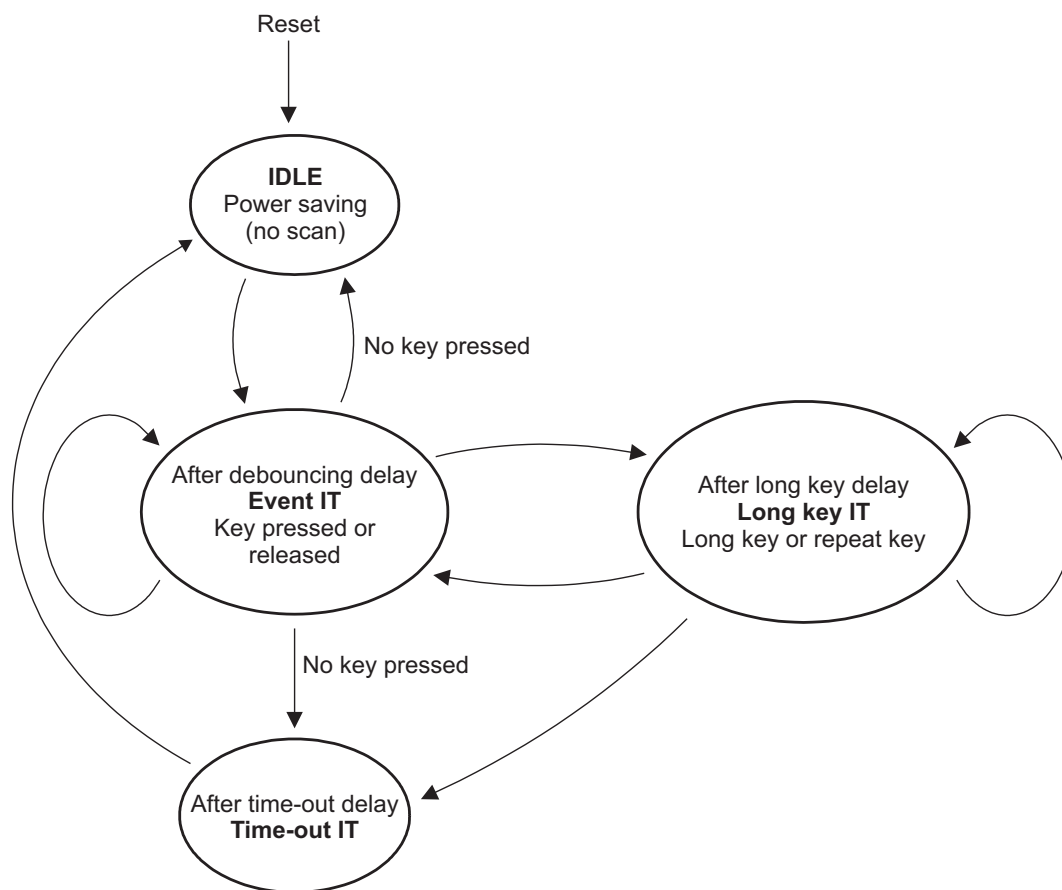 Reset
IDLE
Power saving
(no scan)
No key pressed
After debouncing delay
Event IT
Key pressed or
released
After long key delay
Long key IT
Long key or repeat key
No key pressed
After time-out delay
Time-out IT